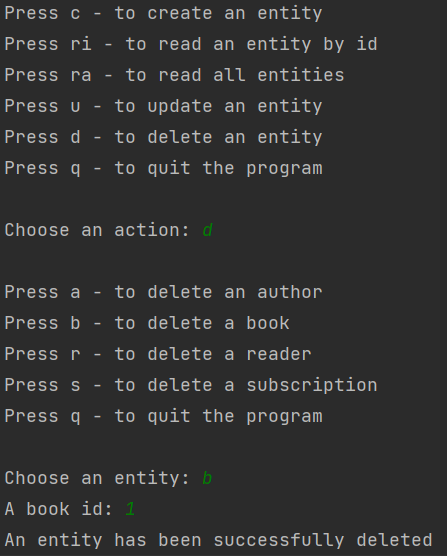 Press c - to create an entity
Press ri - to read an entity by id
Press ra - to read all entities
Press u - to update an entity
Press d - to delete an entity
Press q - to quit the program
Choose an action: d
Press a - to delete an author
Press b - to delete a book
Press r - to delete a reader
Press s - to delete a subscription
Press q - to quit the program
Choose an entity: b
A book id: 1
An entity has been successfully deleted